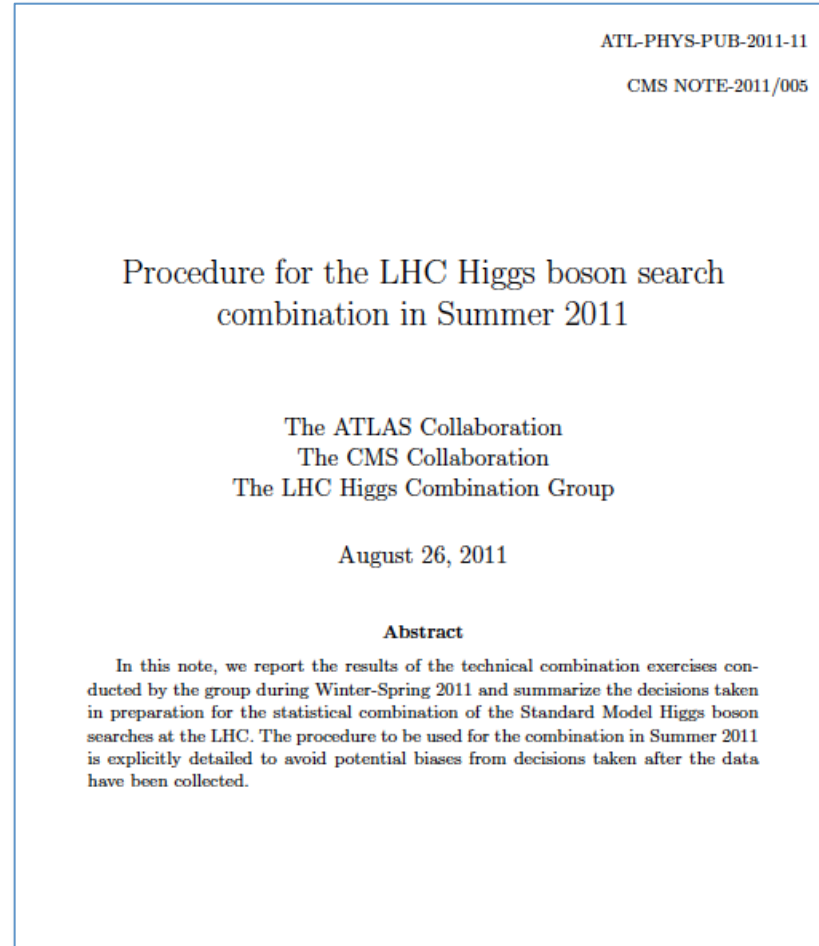 ATL-PHYS-PUB-2011-11
CMS NOTE-2011/005
Procedure for the LHC Higgs boson search
combination in Summer 2011
The ATLAS Collaboration
The CMS Collaboration
The LHC Higgs Combination Group
August 26, 2011
Abstract
In this note, we report the results of the technical combination exercises con-
ducted by the group during Winter-Spring 2011 and summarize the decisions taken
in preparation for the statistical combination of the Standard Model Higgs boson
searches at the LHC. The procedure to be used for the combination in Summer 2011
is explicitly detailed to avoid potential biases from decisions taken after the data
have been collected.